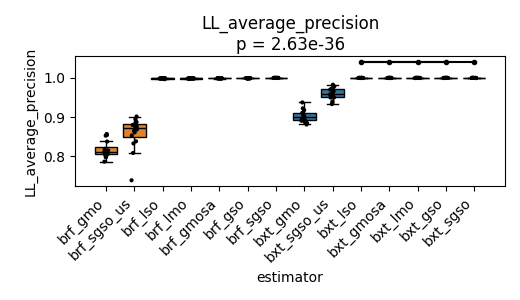 LL_average_precision
p = 2.63e-36
LL_average_precision
1.0
0.9
0.8
brf_gmo
brf_sgso_us
brf_lso
brf_lmo
brf_gmosa
brf_gso
brf_sgso
bxt_gmo
bxt_sgso_us
bxt_lso
bxt_gmosa
bxt_lmo
bxt_gso
bxt_sgso
estimator